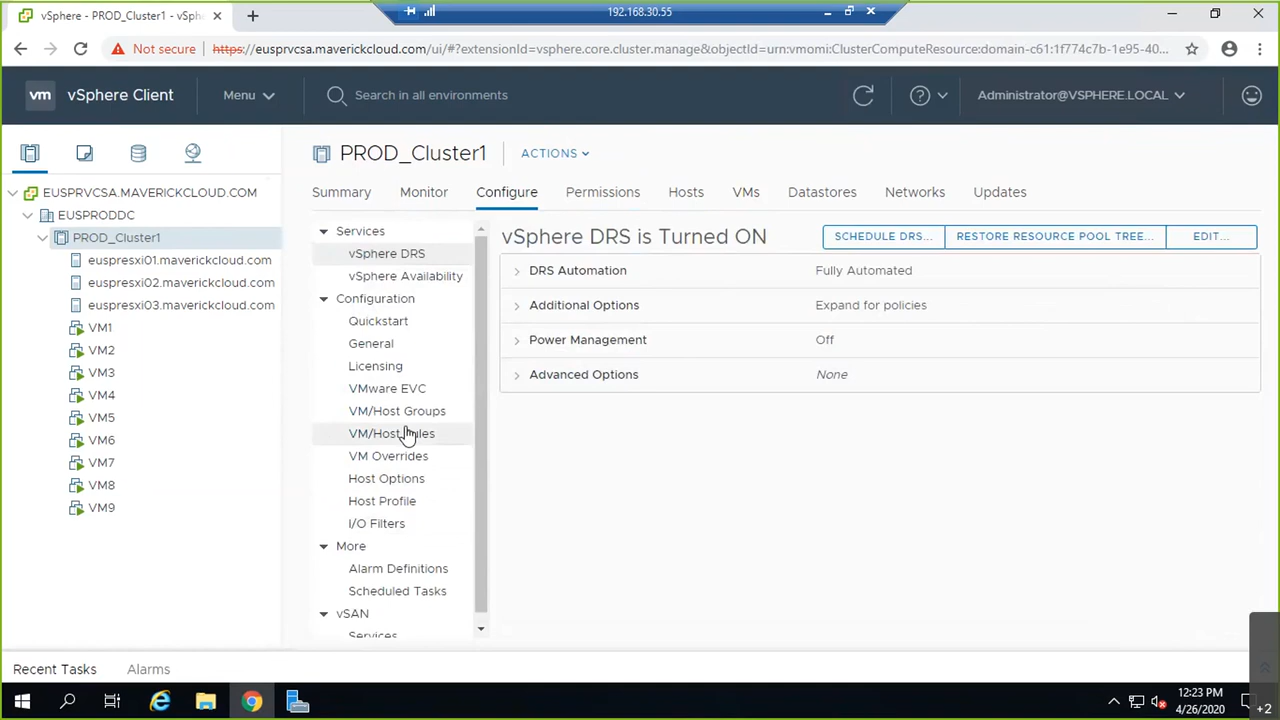 vSphere - PROD_Cluster1 - vSphe
192.168.30.55
Not secure https://eusprvcsa.maverickcloud.com/ui/#?extensionId=vsphere.core.cluster.manage&objectId=urn:vmomi:ClusterComputeResource:domain-c61:1f774c7b-1e95-40...
vm vSphere Client Menu Search in all environments Administrator@VSPHERE.LOCAL
PROD_Cluster1 ACTIONS
EUSPRVCSA.MAVERICKCLOUD.COM
EUSPRODDC
PROD_Cluster1
euspresxi01.maverickcloud.com
euspresxi02.maverickcloud.com
euspresxi03.maverickcloud.com
VM1
VM2
VM3
VM4
VM5
VM6
VM7
VM8
VM9
Summary Monitor Configure Permissions Hosts VMs Datastores Networks Updates
Services
vSphere DRS
vSphere Availability
Configuration
Quickstart
General
Licensing
VMware EVC
VM/Host Groups
VM/Host Rules
VM Overrides
Host Options
Host Profile
I/O Filters
More
Alarm Definitions
Scheduled Tasks
vSAN
Services
vSphere DRS is Turned ON SCHEDULE DRS... RESTORE RESOURCE POOL TREE... EDIT...
DRS Automation Fully Automated
Additional Options Expand for policies
Power Management Off
Advanced Options None
Recent Tasks Alarms
12:23 PM
4/26/2020
+2